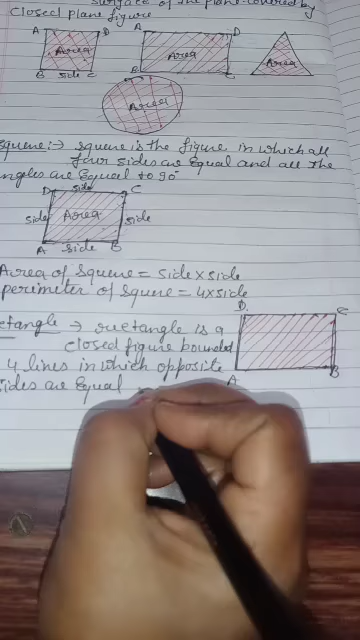 surface of the plane covered by
Closed plane figure
A D A D
Area Area Area
B side C B C
Area
square :→ square is the figure in which all
four sides are Equal and all the
ngles are Equal to 90°
D side C
side Area side
A side B
Area of Square = side × side
perimeter of Square = 4×side
ectangle → ructangle is a
closed figure bounded
4 lines in which opposite
sides are Equal
D C
A B